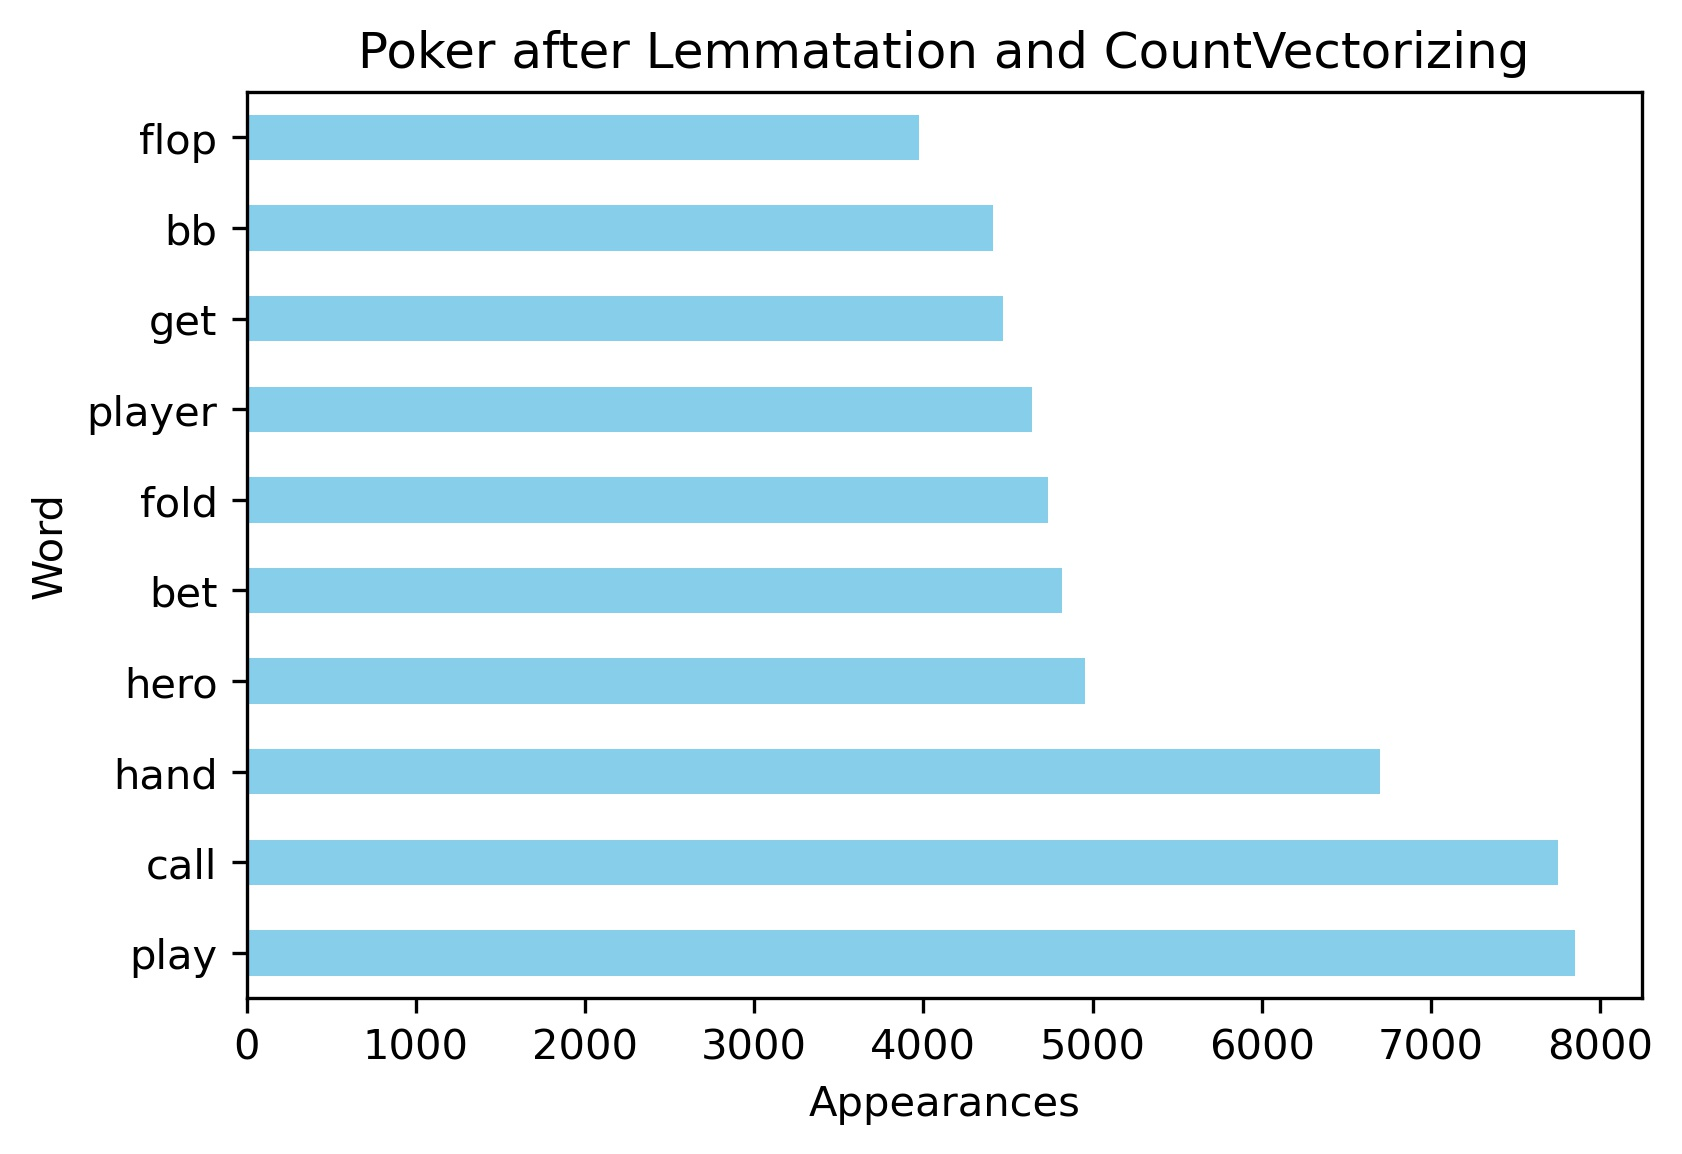 Poker after Lemmatation and CountVectorizing
flop
bb
get
player
fold
bet
hero
hand
call
play
Word
0 1000 2000 3000 4000 5000 6000 7000 8000
Appearances